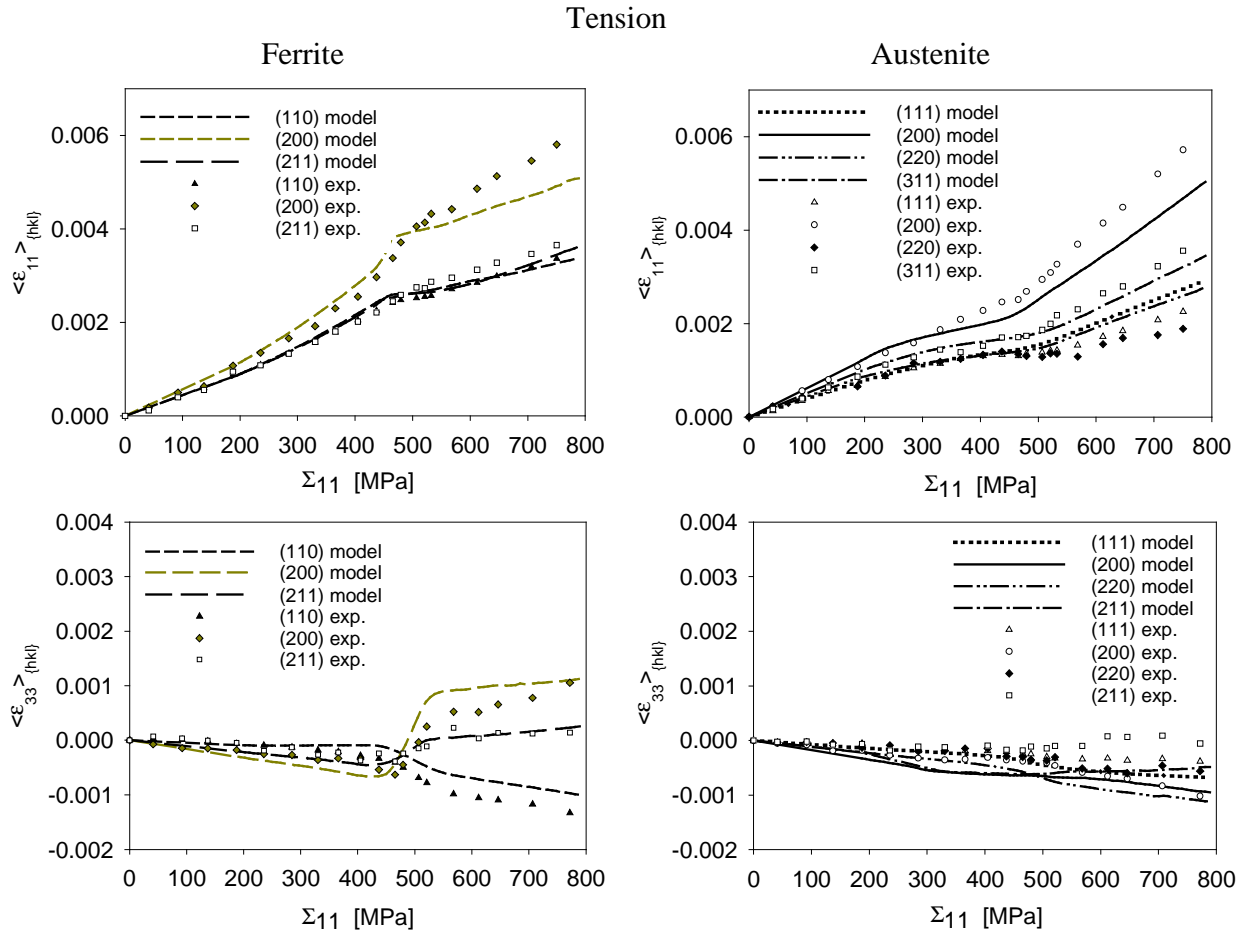 Tension
Ferrite
Austenite
<ε11>{hkl}
0.006
0.004
0.002
0.000
(110) model
(200) model
(211) model
(110) exp.
(200) exp.
(211) exp.
0 100 200 300 400 500 600 700 800
Σ11 [MPa]
<ε11>{hkl}
0.006
0.004
0.002
0.000
(111) model
(200) model
(220) model
(311) model
(111) exp.
(200) exp.
(220) exp.
(311) exp.
0 100 200 300 400 500 600 700 800
Σ11 [MPa]
<ε33>{hkl}
0.004
0.003
0.002
0.001
0.000
-0.001
-0.002
(110) model
(200) model
(211) model
(110) exp.
(200) exp.
(211) exp.
0 100 200 300 400 500 600 700 800
Σ11 [MPa]
<ε33>{hkl}
0.004
0.003
0.002
0.001
0.000
-0.001
-0.002
(111) model
(200) model
(220) model
(211) model
(111) exp.
(200) exp.
(220) exp.
(211) exp.
0 100 200 300 400 500 600 700 800
Σ11 [MPa]